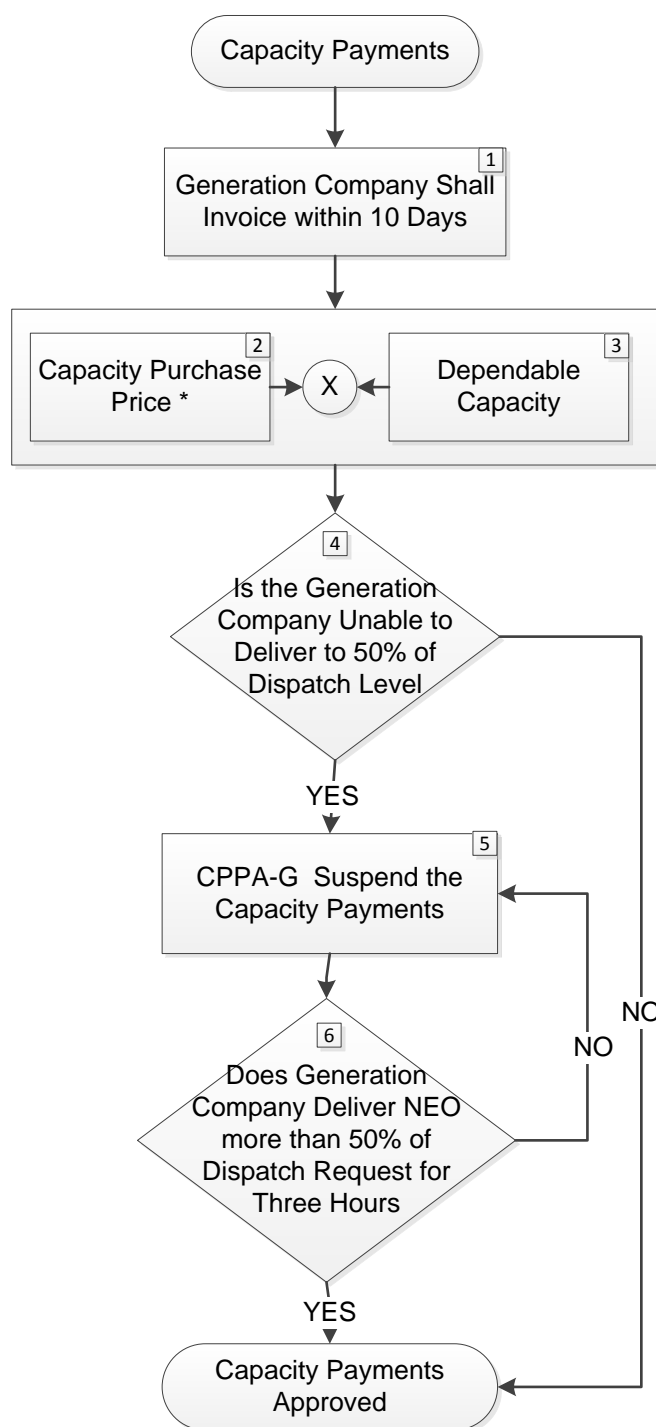 Capacity Payments
1
Generation Company Shall
Invoice within 10 Days
2
Capacity Purchase
Price *
X
3
Dependable
Capacity
4
Is the Generation
Company Unable to
Deliver to 50% of
Dispatch Level
YES
5
CPPA-G Suspend the
Capacity Payments
NO
NO
6
Does Generation
Company Deliver NEO
more than 50% of
Dispatch Request for
Three Hours
YES
Capacity Payments
Approved